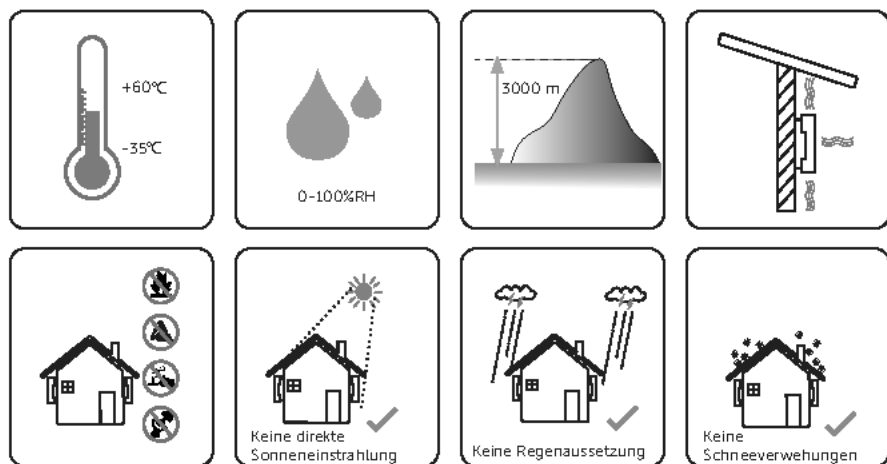 +60℃
-35℃
0-100%RH
3000 m
Keine direkte
Sonneneinstrahlung
Keine Regenaussetzung
Keine
Schneeverwehungen